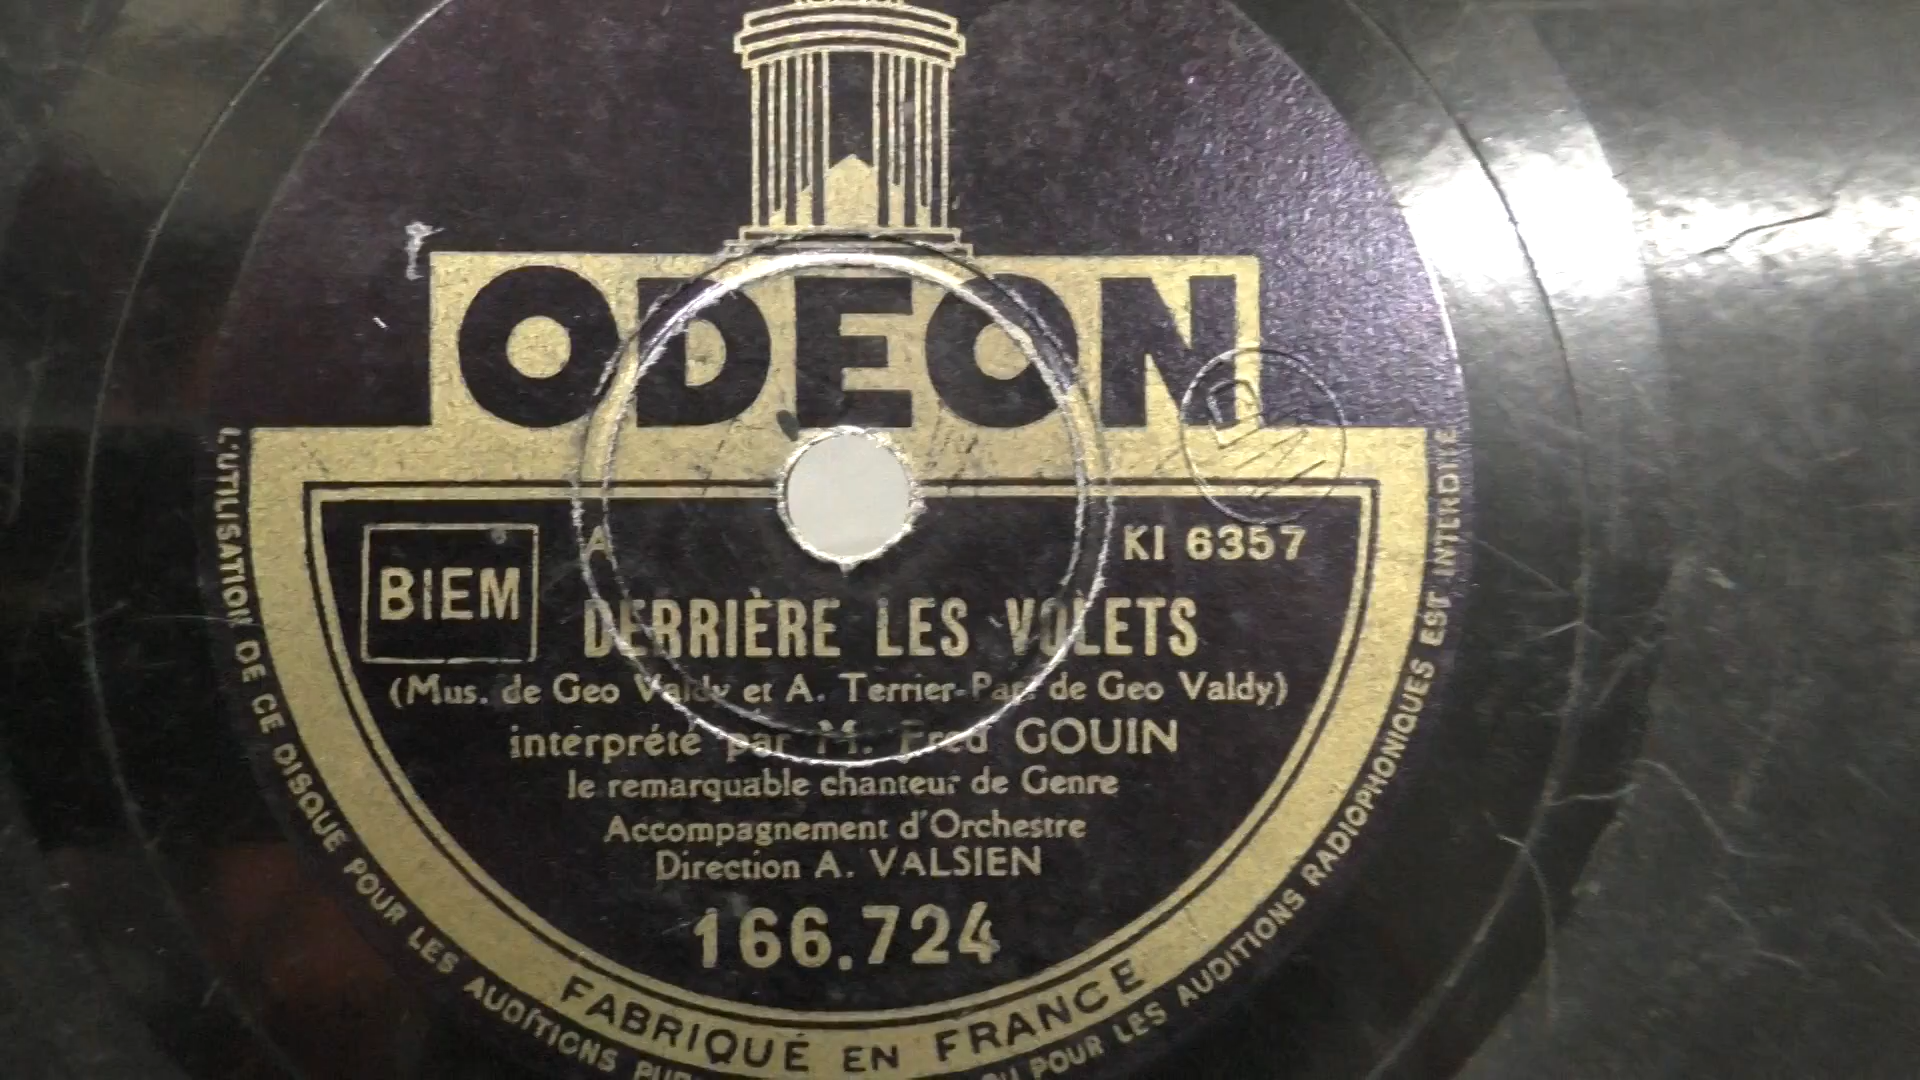 ODEON
BIEM
A
KI 6357
DERRIÈRE LES VOLETS
(Mus. de Geo Valdy et A. Terrier-Par. de Geo Valdy)
interprété par M. Fred GOUIN
le remarquable chanteur de Genre
Accompagnement d'Orchestre
Direction A. VALSIEN
166.724
FABRIQUÉ EN FRANCE
L'UTILISATION DE CE DISQUE POUR LES AUDITIONS
OU POUR LES AUDITIONS RADIOPHONIQUES EST INTERDITE